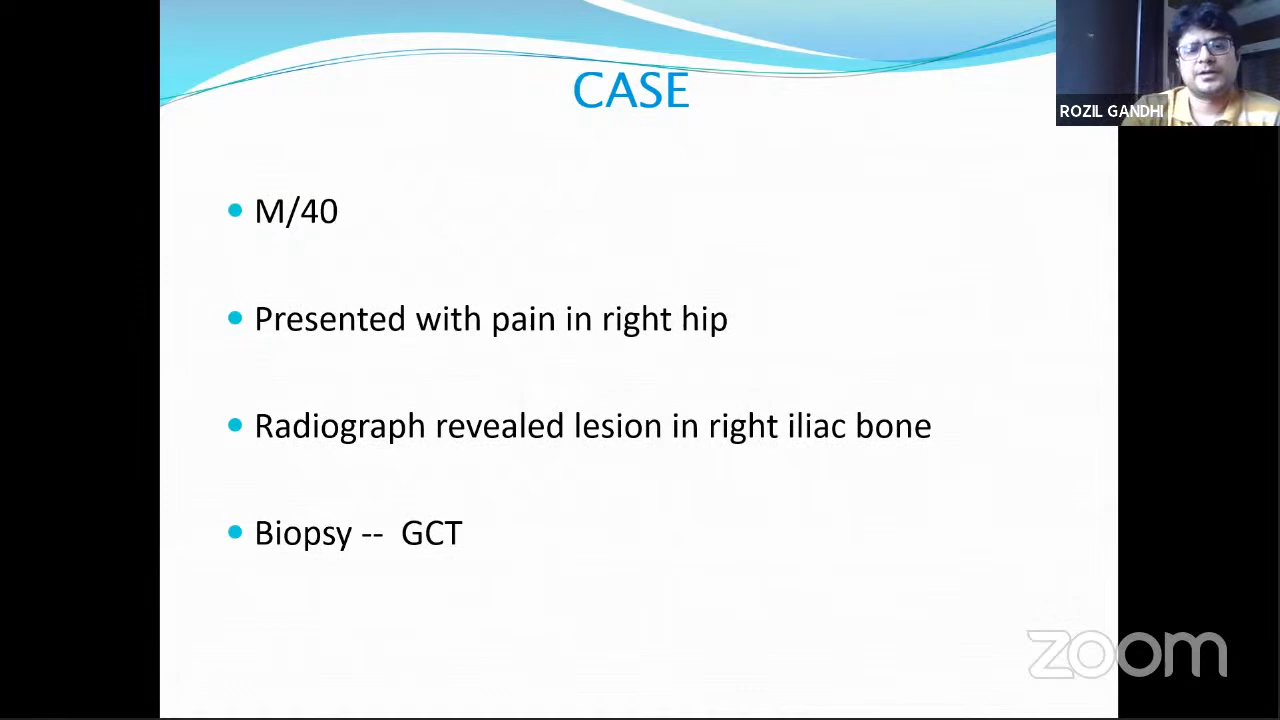 CASE
ROZIL GANDHI
M/40
Presented with pain in right hip
Radiograph revealed lesion in right iliac bone
Biopsy -- GCT
zoom